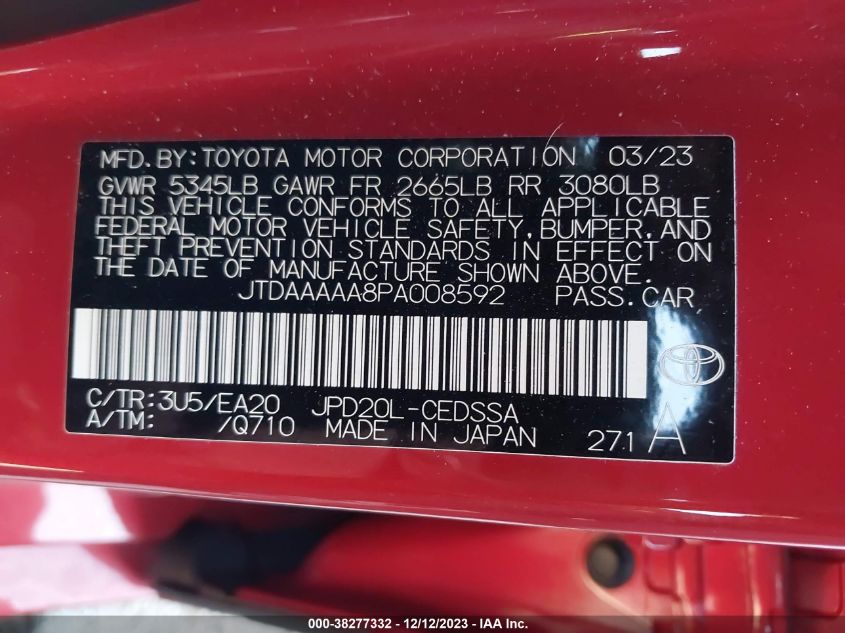 MFD.BY:TOYOTA MOTOR CORPORATION 03/23
GVWR 5345LB GAWR FR 2665LB RR 3080LB
THIS VEHICLE CONFORMS TO ALL APPLICABLE
FEDERAL MOTOR VEHICLE SAFETY,BUMPER,AND
THEFT PREVENTION STANDARDS IN EFFECT ON
THE DATE OF MANUFACTURE SHOWN ABOVE.
JTDAAAAA8PA008592 PASS.CAR
C/TR:3U5/EA20 JPD20L-CEDSSA
A/TM: /Q710 MADE IN JAPAN 271 A
000-38277332 - 12/12/2023 - IAA Inc.